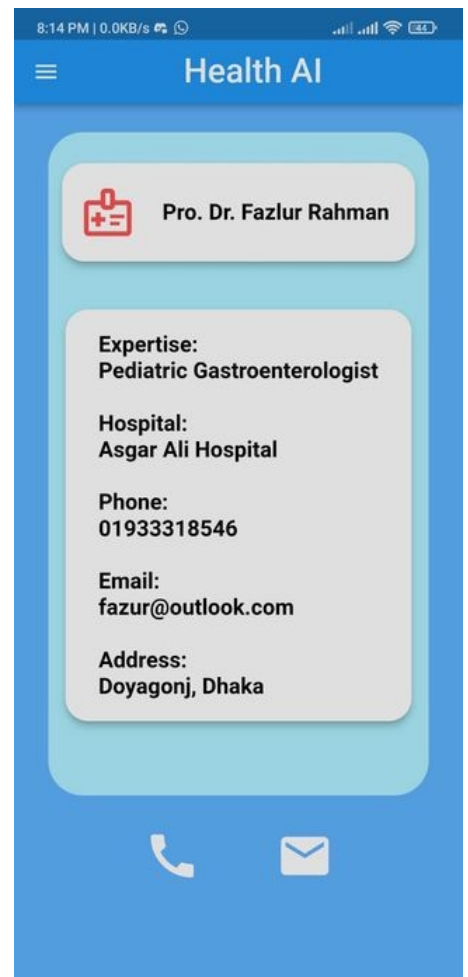 8:14 PM | 0.0KB/s
44
Health AI
Pro. Dr. Fazlur Rahman
Expertise:
Pediatric Gastroenterologist
Hospital:
Asgar Ali Hospital
Phone:
01933318546
Email:
fazur@outlook.com
Address:
Doyagonj, Dhaka